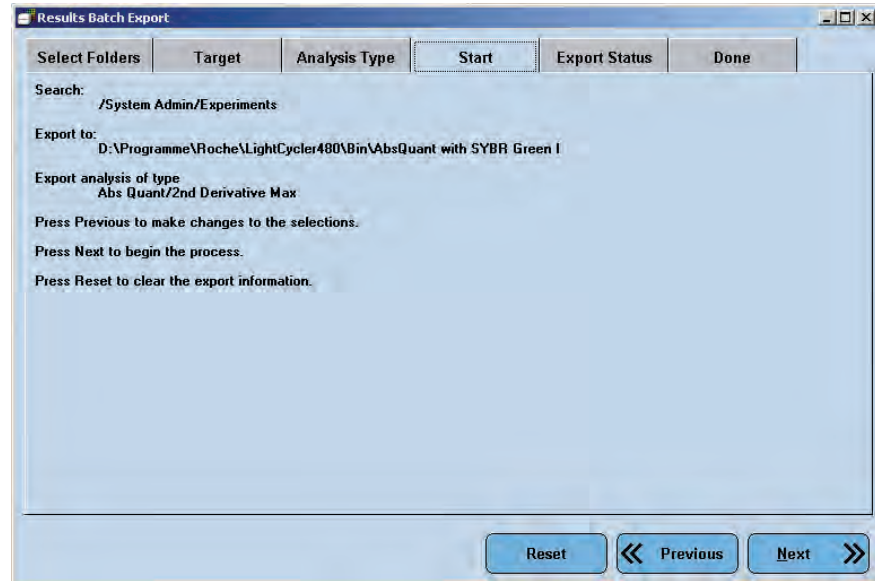 Results Batch Export
Select Folders Target Analysis Type Start Export Status Done
Search:
/System Admin/Experiments
Export to:
D:\Programme\Roche\LightCycler480\Bin\AbsQuant with SYBR Green I
Export analysis of type
Abs Quant/2nd Derivative Max
Press Previous to make changes to the selections.
Press Next to begin the process.
Press Reset to clear the export information.
Reset Previous Next